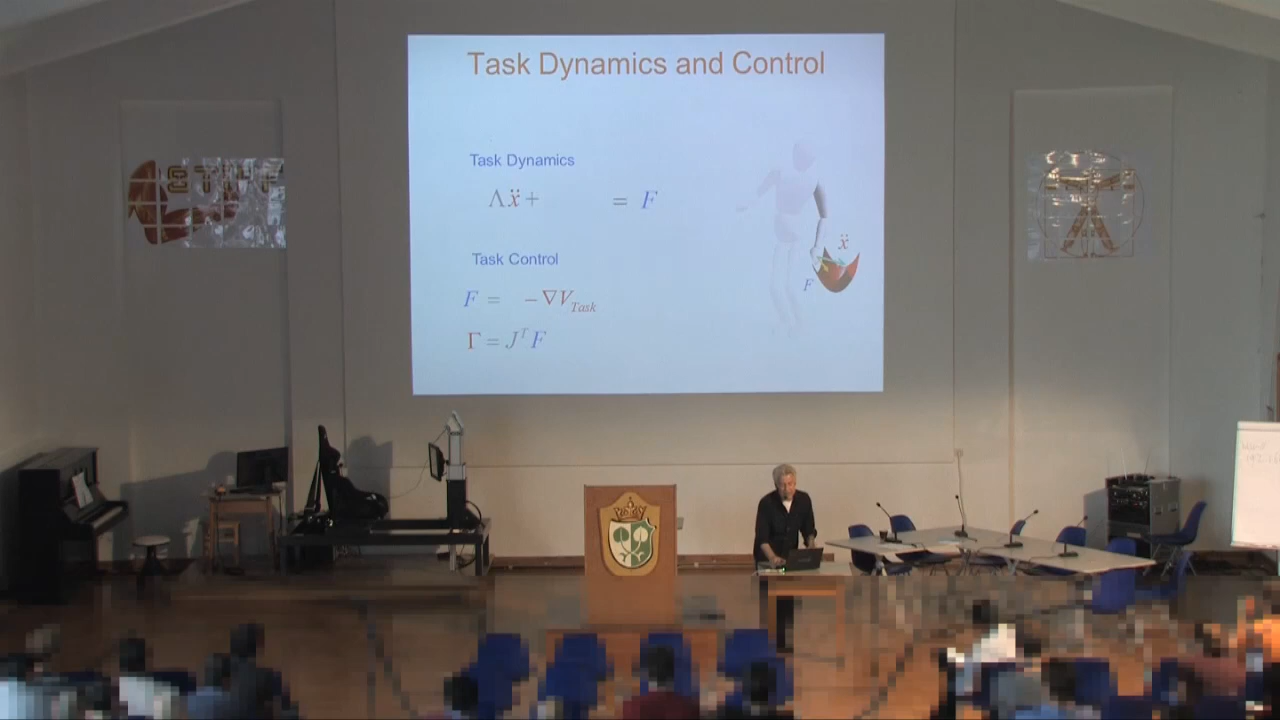 Task Dynamics and Control
Task Dynamics
Λẍ + = F
Task Control
F = −∇V_Task
Γ = J^T F
ẍ
F